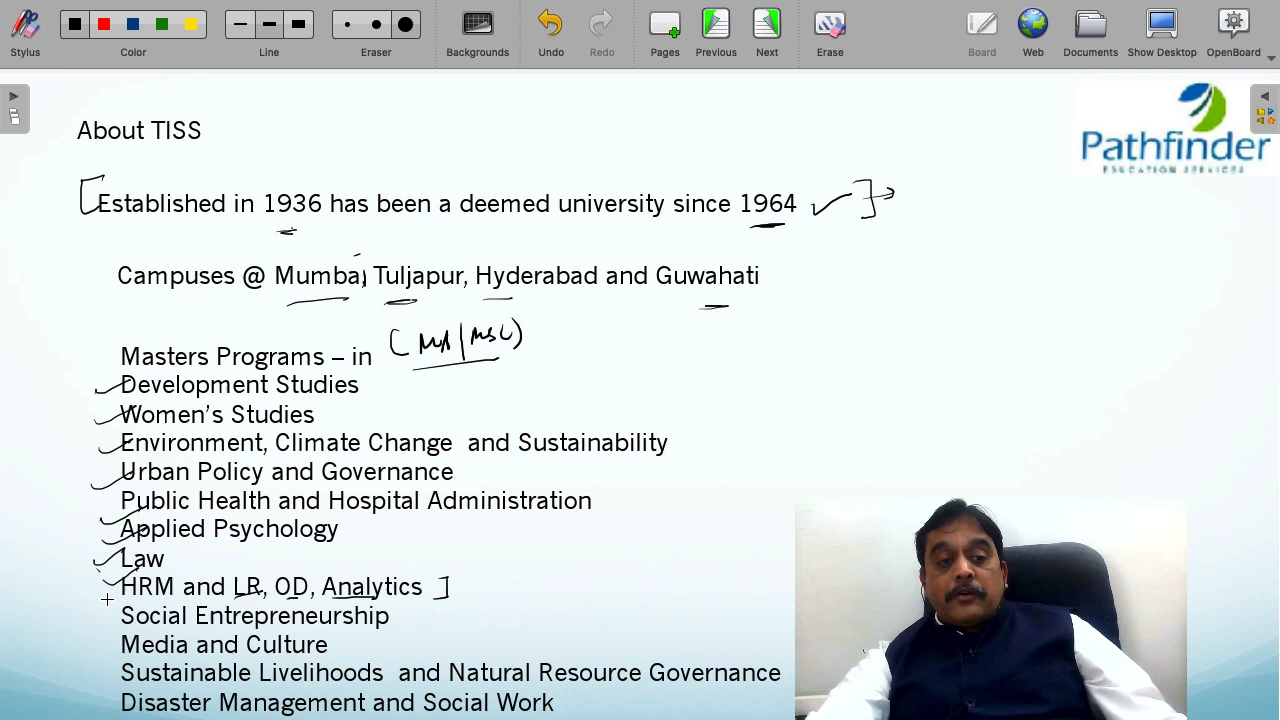 Stylus Color Line Eraser Backgrounds Undo Redo Pages Previous Next Erase Board Web Documents Show Desktop OpenBoard
About TISS
Pathfinder
EDUCATION SERVICES
Established in 1936 has been a deemed university since 1964
Campuses @ Mumbai, Tuljapur, Hyderabad and Guwahati
(MA/MSC)
Masters Programs – in
Development Studies
Women's Studies
Environment, Climate Change and Sustainability
Urban Policy and Governance
Public Health and Hospital Administration
Applied Psychology
Law
HRM and LR, OD, Analytics
Social Entrepreneurship
Media and Culture
Sustainable Livelihoods and Natural Resource Governance
Disaster Management and Social Work